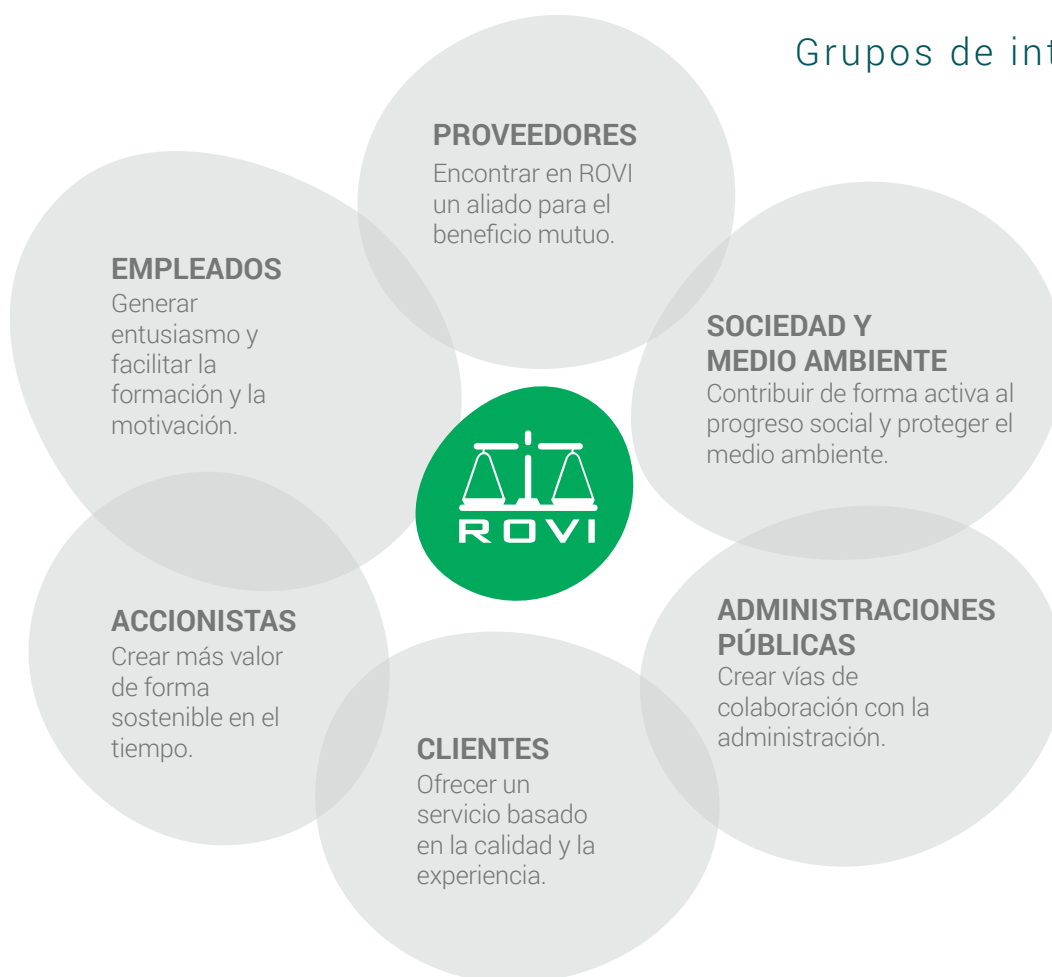 Grupos de int
PROVEEDORES
Encontrar en ROVI
un aliado para el
beneficio mutuo.
EMPLEADOS
Generar
entusiasmo y
facilitar la
formación y la
motivación.
SOCIEDAD Y
MEDIO AMBIENTE
Contribuir de forma activa al
progreso social y proteger el
medio ambiente.
ROVI
ACCIONISTAS
Crear más valor
de forma
sostenible en el
tiempo.
ADMINISTRACIONES
PÚBLICAS
Crear vías de
colaboración con la
administración.
CLIENTES
Ofrecer un
servicio basado
en la calidad y la
experiencia.